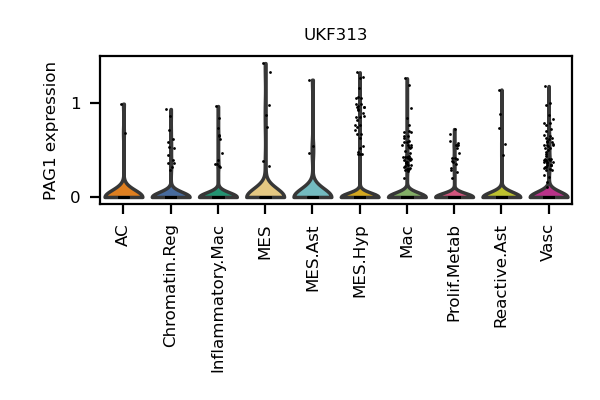 UKF313
PAG1 expression
1
0
AC
Chromatin.Reg
Inflammatory.Mac
MES
MES.Ast
MES.Hyp
Mac
Prolif.Metab
Reactive.Ast
Vasc